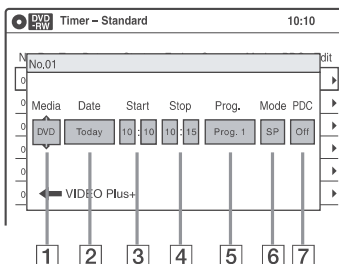 DVD -RW Timer – Standard 10:10
dit
No.01
Media Date Start Stop Prog. Mode PDC
DVD Today 10 : 10 10 : 15 Prog. 1 SP Off
VIDEO Plus+
1 2 3 4 5 6 7